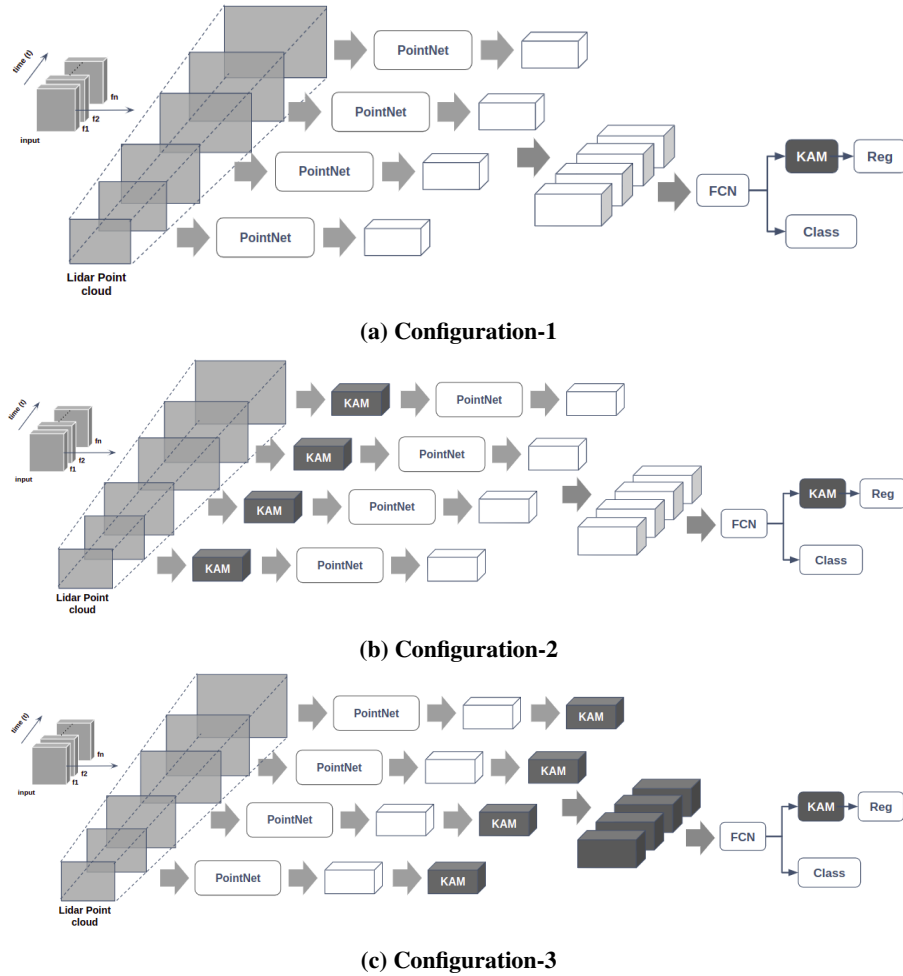 time (t)
fn
f2
f1
input
PointNet
PointNet
PointNet
PointNet
Lidar Point
cloud
FCN
KAM
Reg
Class
(a) Configuration-1
time (t)
fn
f2
f1
input
KAM
PointNet
KAM
PointNet
KAM
PointNet
KAM
PointNet
Lidar Point
cloud
FCN
KAM
Reg
Class
(b) Configuration-2
time (t)
fn
f2
f1
input
PointNet
KAM
PointNet
KAM
PointNet
KAM
PointNet
KAM
Lidar Point
cloud
FCN
KAM
Reg
Class
(c) Configuration-3